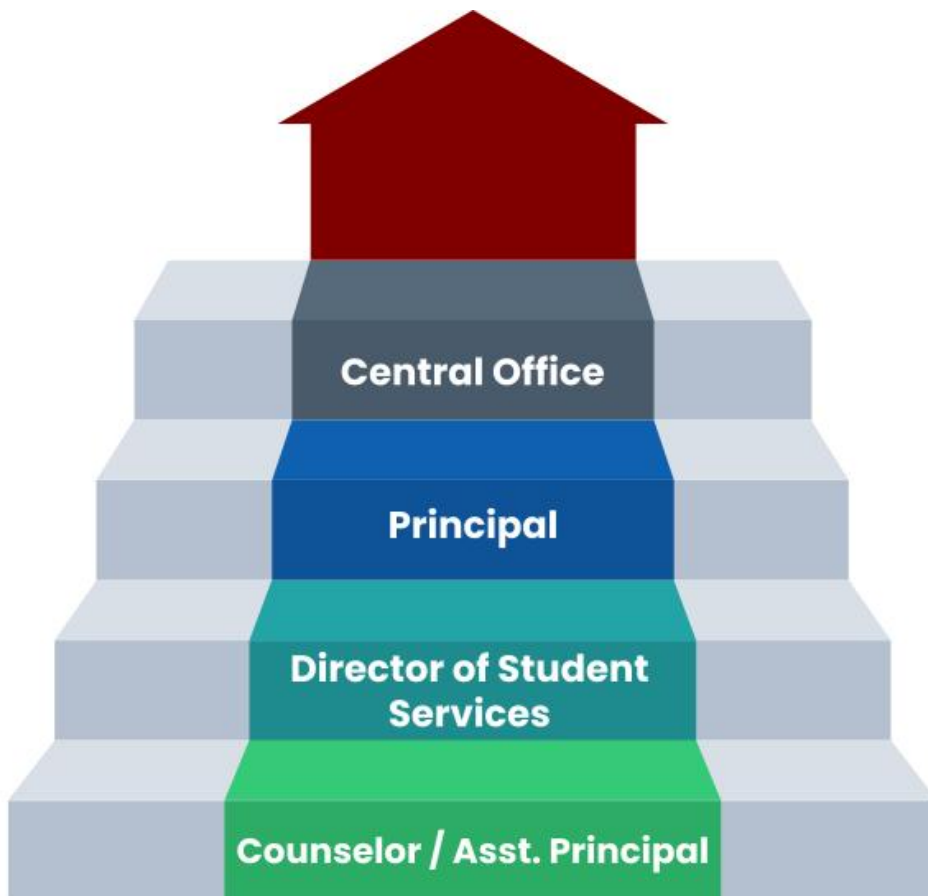 Central Office
Principal
Director of Student
Services
Counselor / Asst. Principal